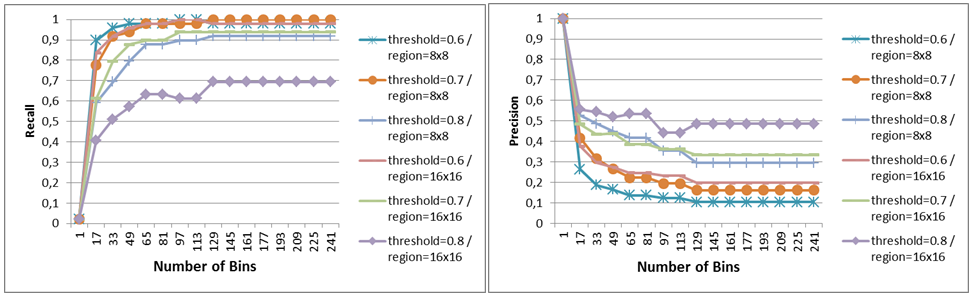 1
0,9
0,8
0,7
0,6
0,5
0,4
0,3
0,2
0,1
0
Recall
1 17 33 49 65 81 97 113 129 145 161 177 193 209 225 241
Number of Bins
threshold=0.6 /
region=8x8
threshold=0.7 /
region=8x8
threshold=0.8 /
region=8x8
threshold=0.6 /
region=16x16
threshold=0.7 /
region=16x16
threshold=0.8 /
region=16x16
1
0,9
0,8
0,7
0,6
0,5
0,4
0,3
0,2
0,1
0
Precision
1 17 33 49 65 81 97 113 129 145 161 177 193 209 225 241
Number of Bins
threshold=0.6 /
region=8x8
threshold=0.7 /
region=8x8
threshold=0.8 /
region=8x8
threshold=0.6 /
region=16x16
threshold=0.7 /
region=16x16
threshold=0.8 /
region=16x16